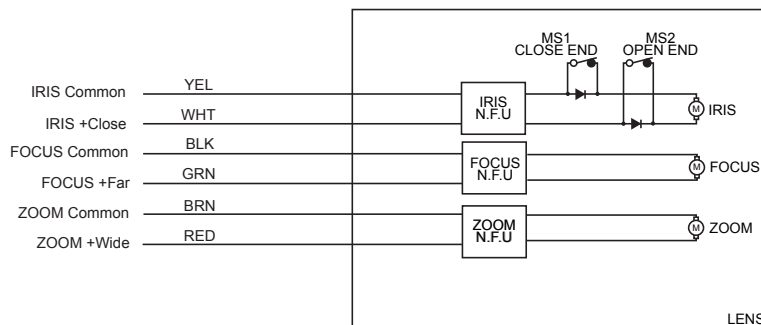 MS1
CLOSE END
MS2
OPEN END
IRIS Common
YEL
IRIS
N.F.U
M
IRIS
IRIS +Close
WHT
FOCUS Common
BLK
FOCUS
N.F.U
M
FOCUS
FOCUS +Far
GRN
ZOOM Common
BRN
ZOOM
N.F.U
M
ZOOM
ZOOM +Wide
RED
LENS